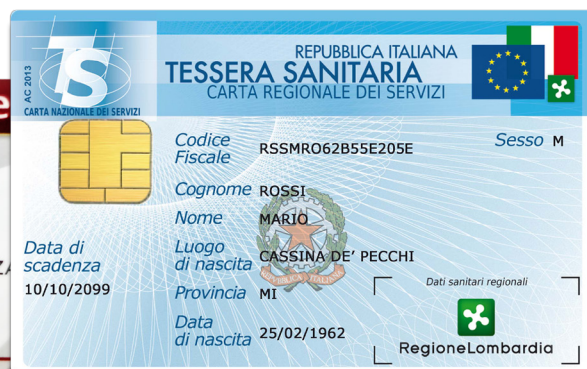 AC 2013
TS
CARTA NAZIONALE DEI SERVIZI
REPUBBLICA ITALIANA
TESSERA SANITARIA
CARTA REGIONALE DEI SERVIZI
Codice Fiscale RSSMRO62B55E205E
Sesso M
Cognome ROSSI
Nome MARIO
Luogo di nascita CASSINA DE' PECCHI
Provincia MI
Data di nascita 25/02/1962
Data di
scadenza
10/10/2099
Dati sanitari regionali
RegioneLombardia